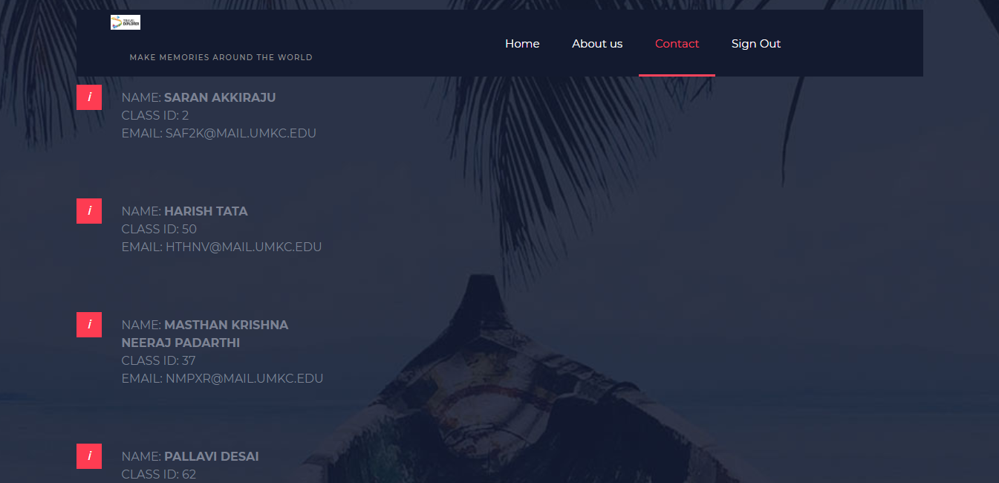 TRAVEL
EXPLORER
MAKE MEMORIES AROUND THE WORLD
Home
About us
Contact
Sign Out
i
NAME: SARAN AKKIRAJU
CLASS ID: 2
EMAIL: SAF2K@MAIL.UMKC.EDU
i
NAME: HARISH TATA
CLASS ID: 50
EMAIL: HTHNV@MAIL.UMKC.EDU
i
NAME: MASTHAN KRISHNA
NEERAJ PADARTHI
CLASS ID: 37
EMAIL: NMPXR@MAIL.UMKC.EDU
i
NAME: PALLAVI DESAI
CLASS ID: 62